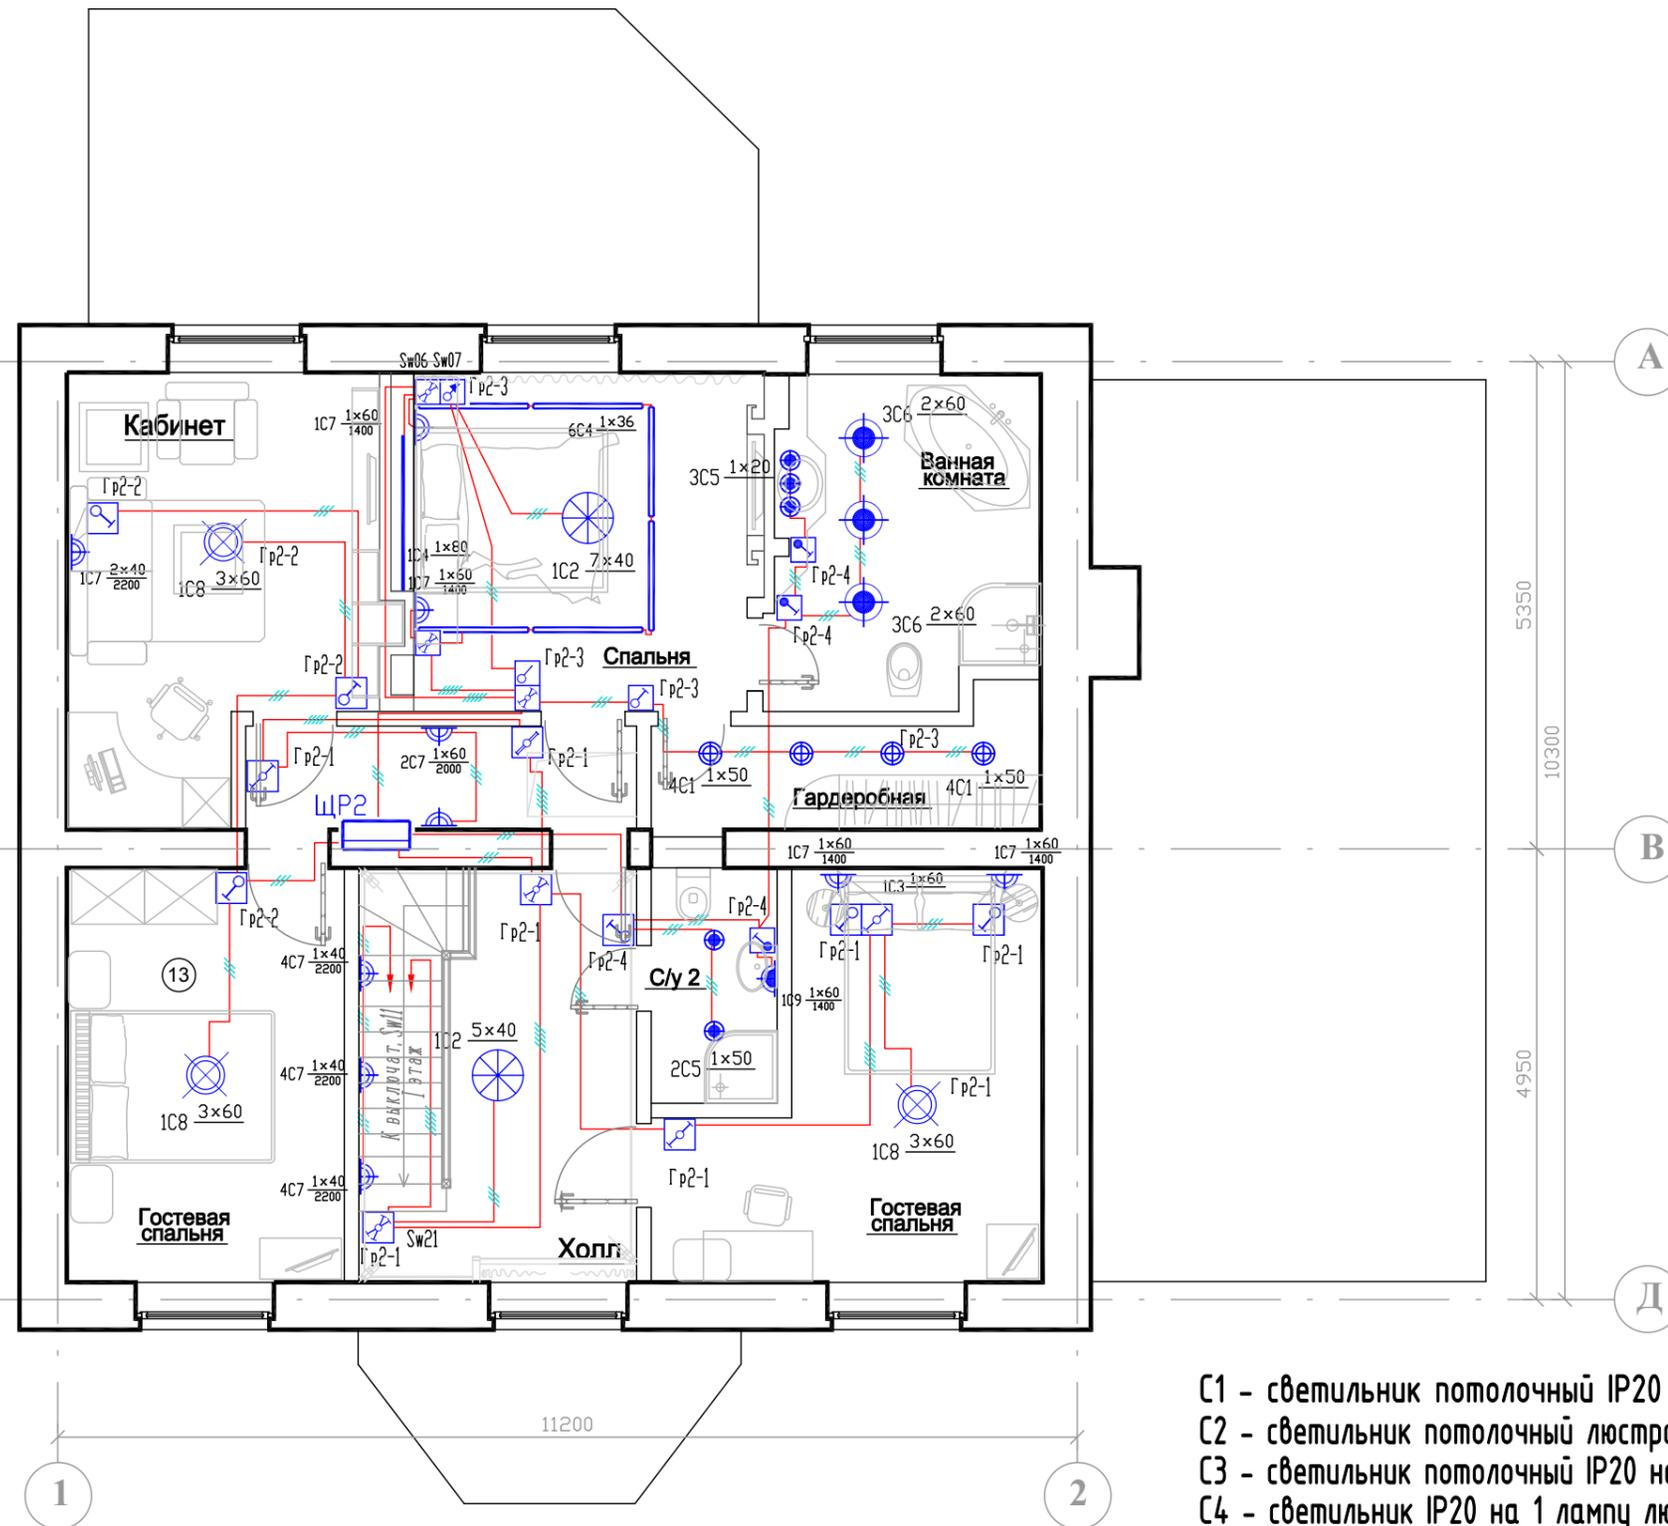 А
Sw06 Sw07
Гр2-3
Кабинет
1С7 1×60
1400
6С4 1×36
3С6 2×60
Ванная
комната
3С5 1×20
Гр2-2
Гр2-2
1С7 2×40
2200
1С8 3×60
1С4 1×80
1С7 1×60
1400
1С2 7×40
Гр2-4
3С6 2×60
Гр2-4
5350
Гр2-2
Гр2-3
Спальня
Гр2-3
Гр2-1
2С7 1×60
2000
Гр2-1
Гр2-3
4С1 1×50
4С1 1×50
Гардеробная
10300
ЩР2
В
1С7 1×60
1400
1С7 1×60
1400
1С3 1×60
Гр2-2
Гр2-1
Гр2-4
Гр2-4
Гр2-1
Гр2-1
4С7 1×40
2200
13
С/у 2
1С9 1×60
1400
К выключат. Sw11
1 этаж
1С2 5×40
2С5 1×50
4С7 1×40
2200
Гр2-1
4950
1С8 3×60
1С8 3×60
4С7 1×40
2200
Гр2-1
Гостевая
спальня
Гостевая
спальня
Sw21
Гр2-1
Холл
Д
11200
1
2
С1 - светильник потолочный IP20
С2 - светильник потолочный люстра
С3 - светильник потолочный IP20 на
С4 - светильник IP20 на 1 лампу лю